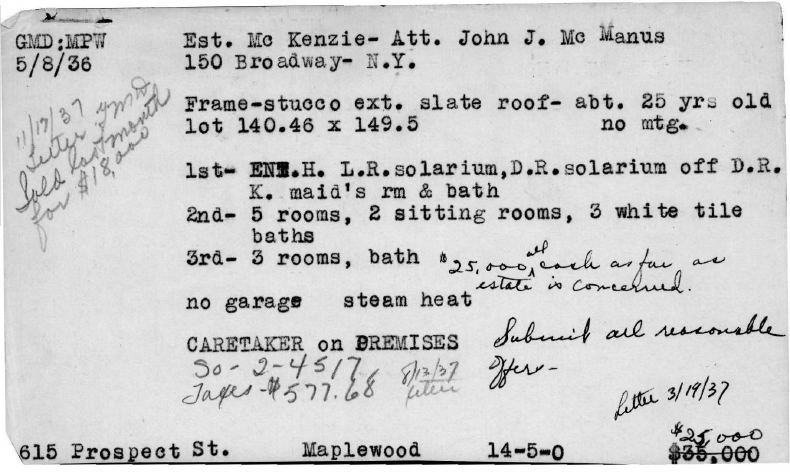 GMD:MPW
5/8/36
Est. Mc Kenzie- Att. John J. Mc Manus
150 Broadway- N.Y.
11/17/37
Letter GMD
Sold last month
for $18,000
Frame-stucco ext. slate roof- abt. 25 yrs old
lot 140.46 x 149.5 no mtg.
1st- ENT.H. L.R.solarium,D.R.solarium off D.R.
K. maid's rm & bath
2nd- 5 rooms, 2 sitting rooms, 3 white tile
baths
3rd- 3 rooms, bath
$25,000, all cash as far as
estate is concerned.
no garage steam heat
CARETAKER on PREMISES
Submit all reasonable
offers-
So-2-4517
Taxes-$577.68
8/13/37
letter
Letter 3/19/37
$25,000
615 Prospect St. Maplewood 14-5-0 $35,000